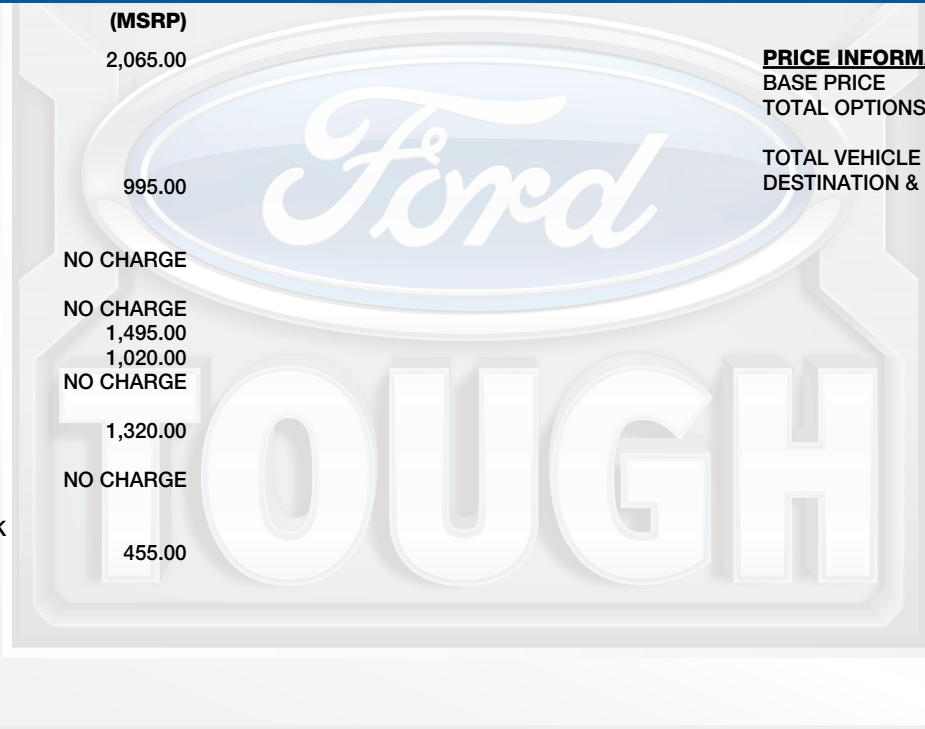 (MSRP)
2,065.00
995.00
NO CHARGE
NO CHARGE
1,495.00
1,020.00
NO CHARGE
1,320.00
NO CHARGE
K
455.00
PRICE INFORM
BASE PRICE
TOTAL OPTIONS
TOTAL VEHICLE
DESTINATION &
Ford
TOUGH